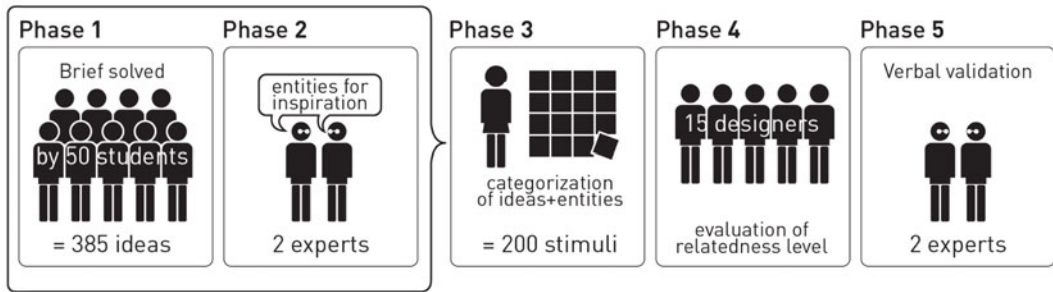 Phase 1
Brief solved
by 50 students
= 385 ideas
Phase 2
entities for
inspiration
2 experts
Phase 3
categorization
of ideas+entities
= 200 stimuli
Phase 4
15 designers
evaluation of
relatedness level
Phase 5
Verbal validation
2 experts